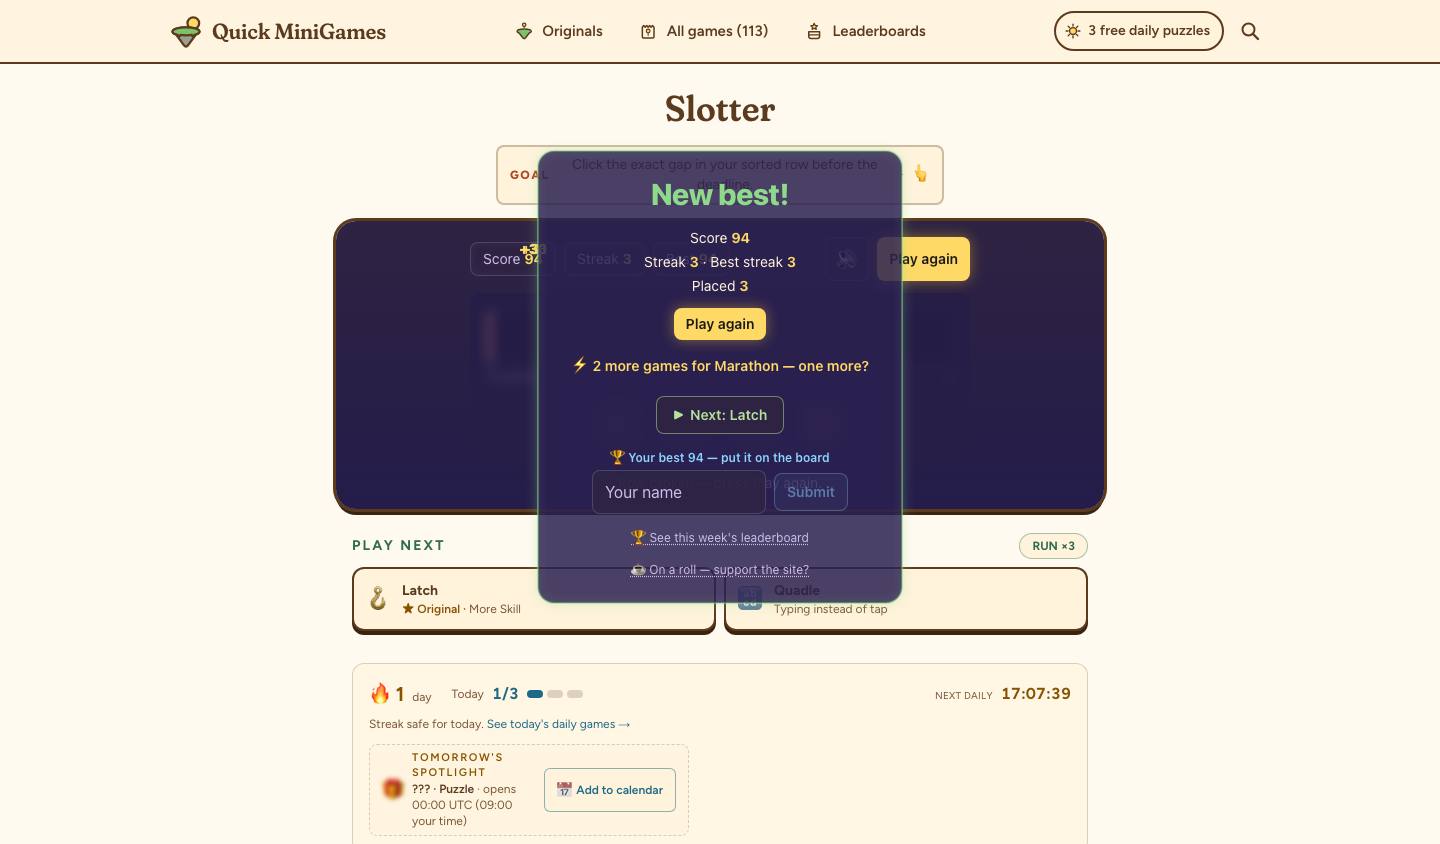 Quick MiniGames
Originals
All games (113)
Leaderboards
3 free daily puzzles
Slotter
GOAL
Click the exact gap in your sorted row before the
deadline.
New best!
Score 94
Streak 3 · Best streak 3
Placed 3
Play again
⚡ 2 more games for Marathon — one more?
▶ Next: Latch
🏆 Your best 94 — put it on the board
Your name
Submit
🏆 See this week's leaderboard
☕ On a roll — support the site?
Score 94
Streak 3
Play again
PLAY NEXT
RUN ×3
Latch
★ Original · More Skill
Quadle
Typing instead of tap
🔥 1 day
Today 1/3
NEXT DAILY 17:07:39
Streak safe for today. See today's daily games →
TOMORROW'S
SPOTLIGHT
??? · Puzzle · opens
00:00 UTC (09:00
your time)
📅 Add to calendar